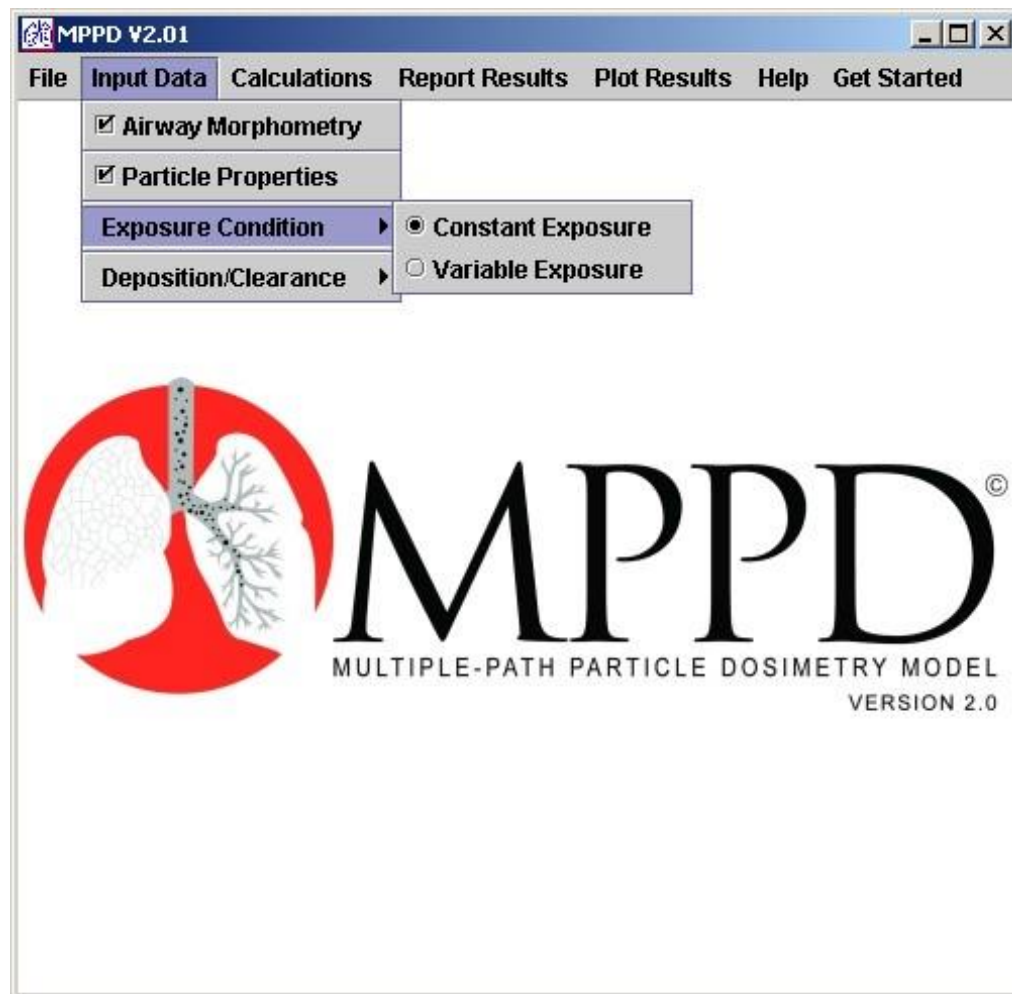 MPPD V2.01
File Input Data Calculations Report Results Plot Results Help Get Started
Airway Morphometry
Particle Properties
Exposure Condition
Constant Exposure
Variable Exposure
Deposition/Clearance
MPPD©
MULTIPLE-PATH PARTICLE DOSIMETRY MODEL
VERSION 2.0